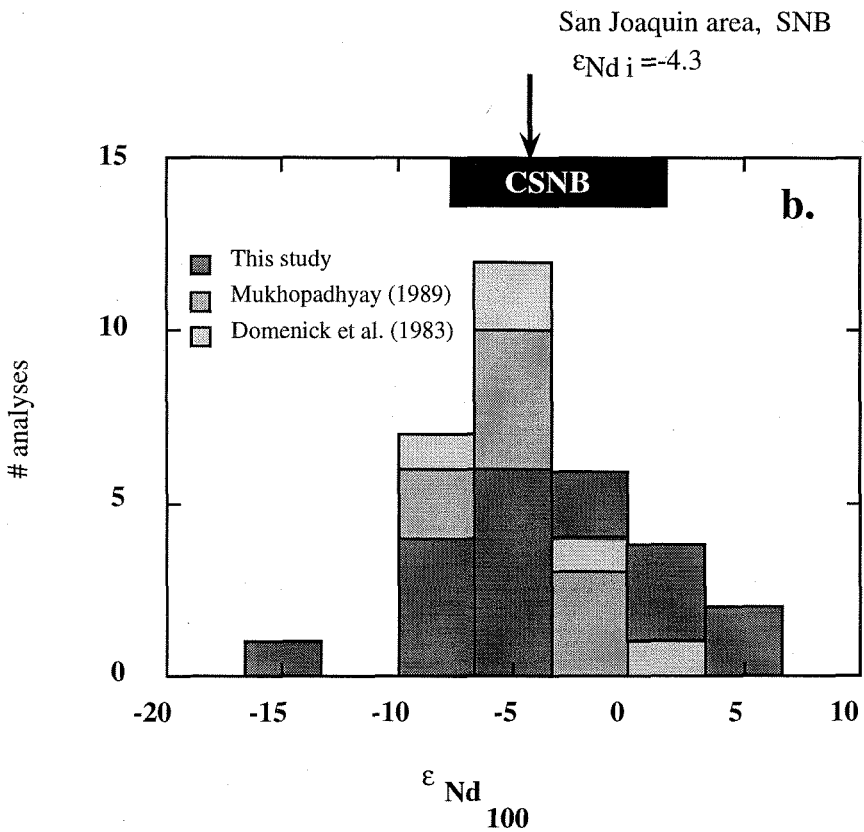 San Joaquin area, SNB
εNd i =-4.3
15
CSNB
b.
This study
Mukhopadhyay (1989)
10
Domenick et al. (1983)
# analyses
5
0
-20 -15 -10 -5 0 5 10
ε Nd 100